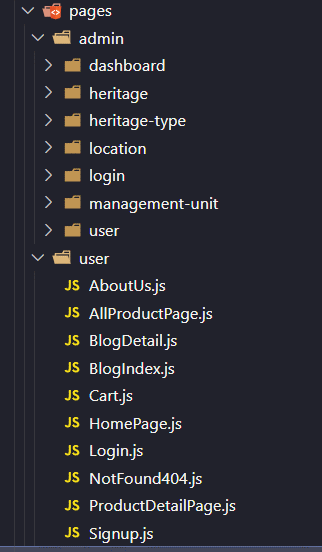 pages
admin
dashboard
heritage
heritage-type
location
login
management-unit
user
user
JS AboutUs.js
JS AllProductPage.js
JS BlogDetail.js
JS BlogIndex.js
JS Cart.js
JS HomePage.js
JS Login.js
JS NotFound404.js
JS ProductDetailPage.js
JS Signup.js